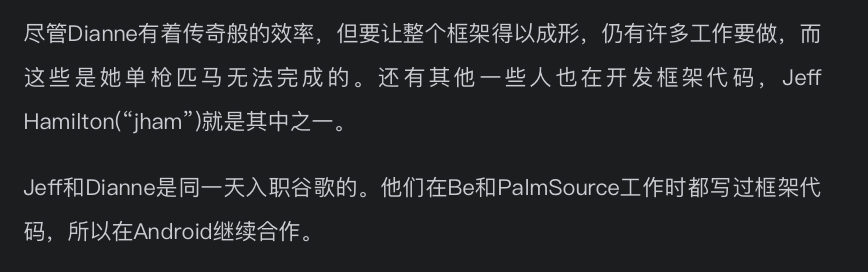 尽管Dianne有着传奇般的效率，但要让整个框架得以成形，仍有许多工作要做，而
这些是她单枪匹马无法完成的。还有其他一些人也在开发框架代码，Jeff
Hamilton(“jham”)就是其中之一。
Jeff和Dianne是同一天入职谷歌的。他们在Be和PalmSource工作时都写过框架代
码，所以在Android继续合作。